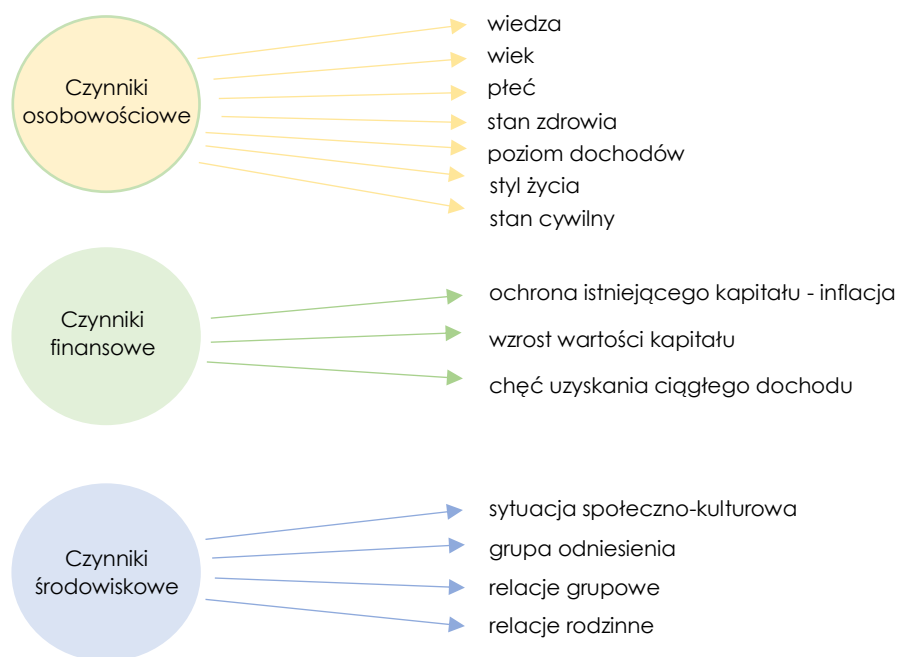 Czynniki
osobowościowe
wiedza
wiek
płeć
stan zdrowia
poziom dochodów
styl życia
stan cywilny
Czynniki
finansowe
ochrona istniejącego kapitału - inflacja
wzrost wartości kapitału
chęć uzyskania ciągłego dochodu
Czynniki
środowiskowe
sytuacja społeczno-kulturowa
grupa odniesienia
relacje grupowe
relacje rodzinne